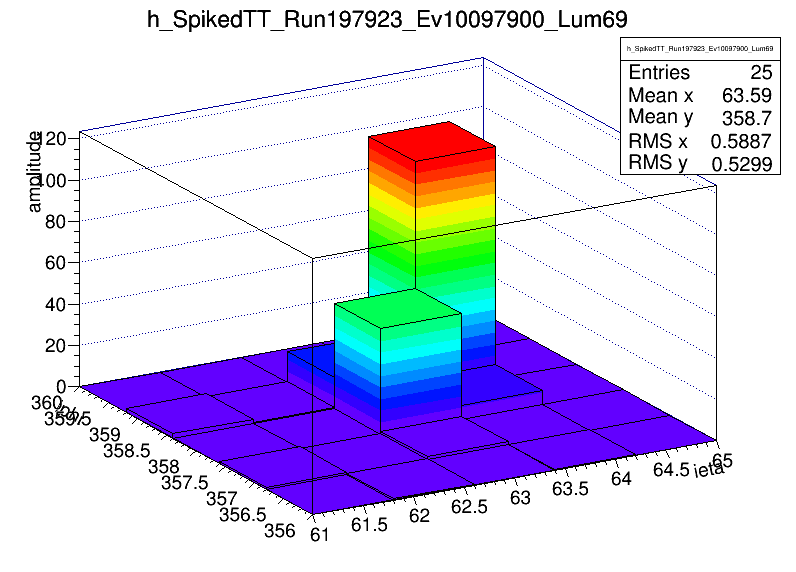 h_SpikedTT_Run197923_Ev10097900_Lum69
h_SpikedTT_Run197923_Ev10097900_Lum69
Entries 25
Mean x 63.59
Mean y 358.7
RMS x 0.5887
RMS y 0.5299
amplitude
120
100
80
60
40
20
0
360
359.5
359
358.5
358
357.5
357
356.5
356
61
61.5
62
62.5
63
63.5
64
64.5
65
ieta